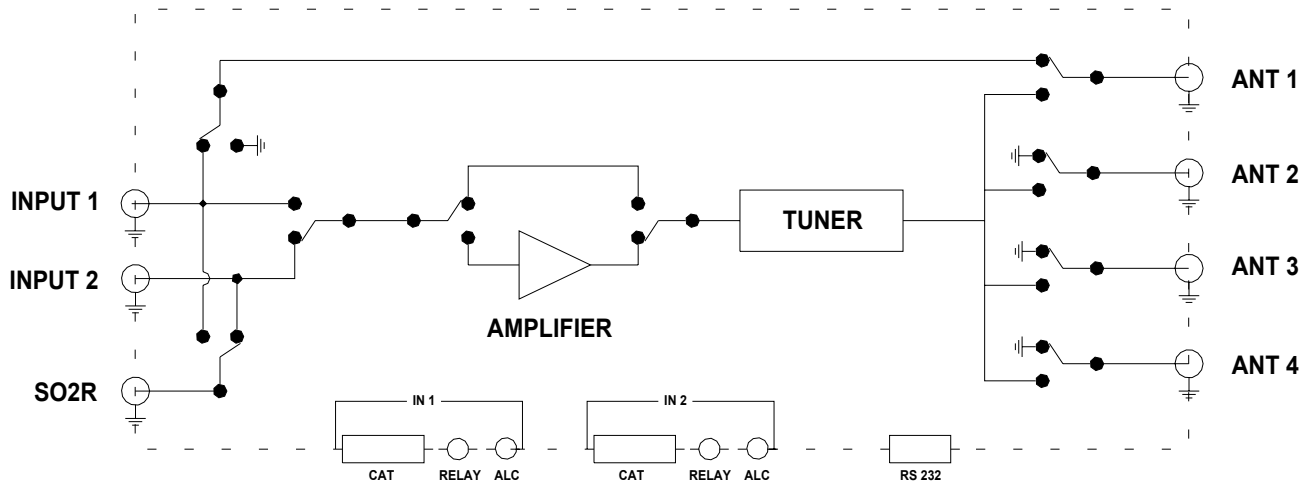 ANT 1
ANT 2
INPUT 1
TUNER
INPUT 2
ANT 3
AMPLIFIER
ANT 4
SO2R
IN 1
IN 2
CAT
RELAY
ALC
CAT
RELAY
ALC
RS 232